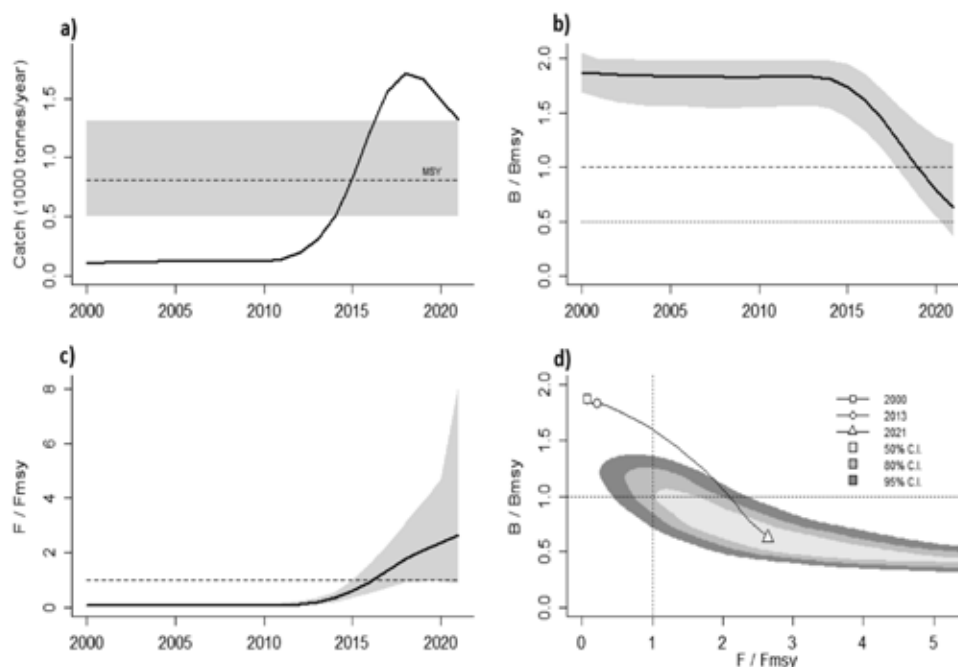 a)
Catch (1000 tonnes/year)
0.0 0.5 1.0 1.5
MSY
2000 2005 2010 2015 2020
b)
B / Bmsy
0.0 0.5 1.0 1.5 2.0
2000 2005 2010 2015 2020
c)
F / Fmsy
0 2 4 6 8
2000 2005 2010 2015 2020
d)
B / Bmsy
0.0 0.5 1.0 1.5 2.0
2000
2013
2021
50% C.I.
80% C.I.
95% C.I.
0 1 2 3 4 5
F / Fmsy